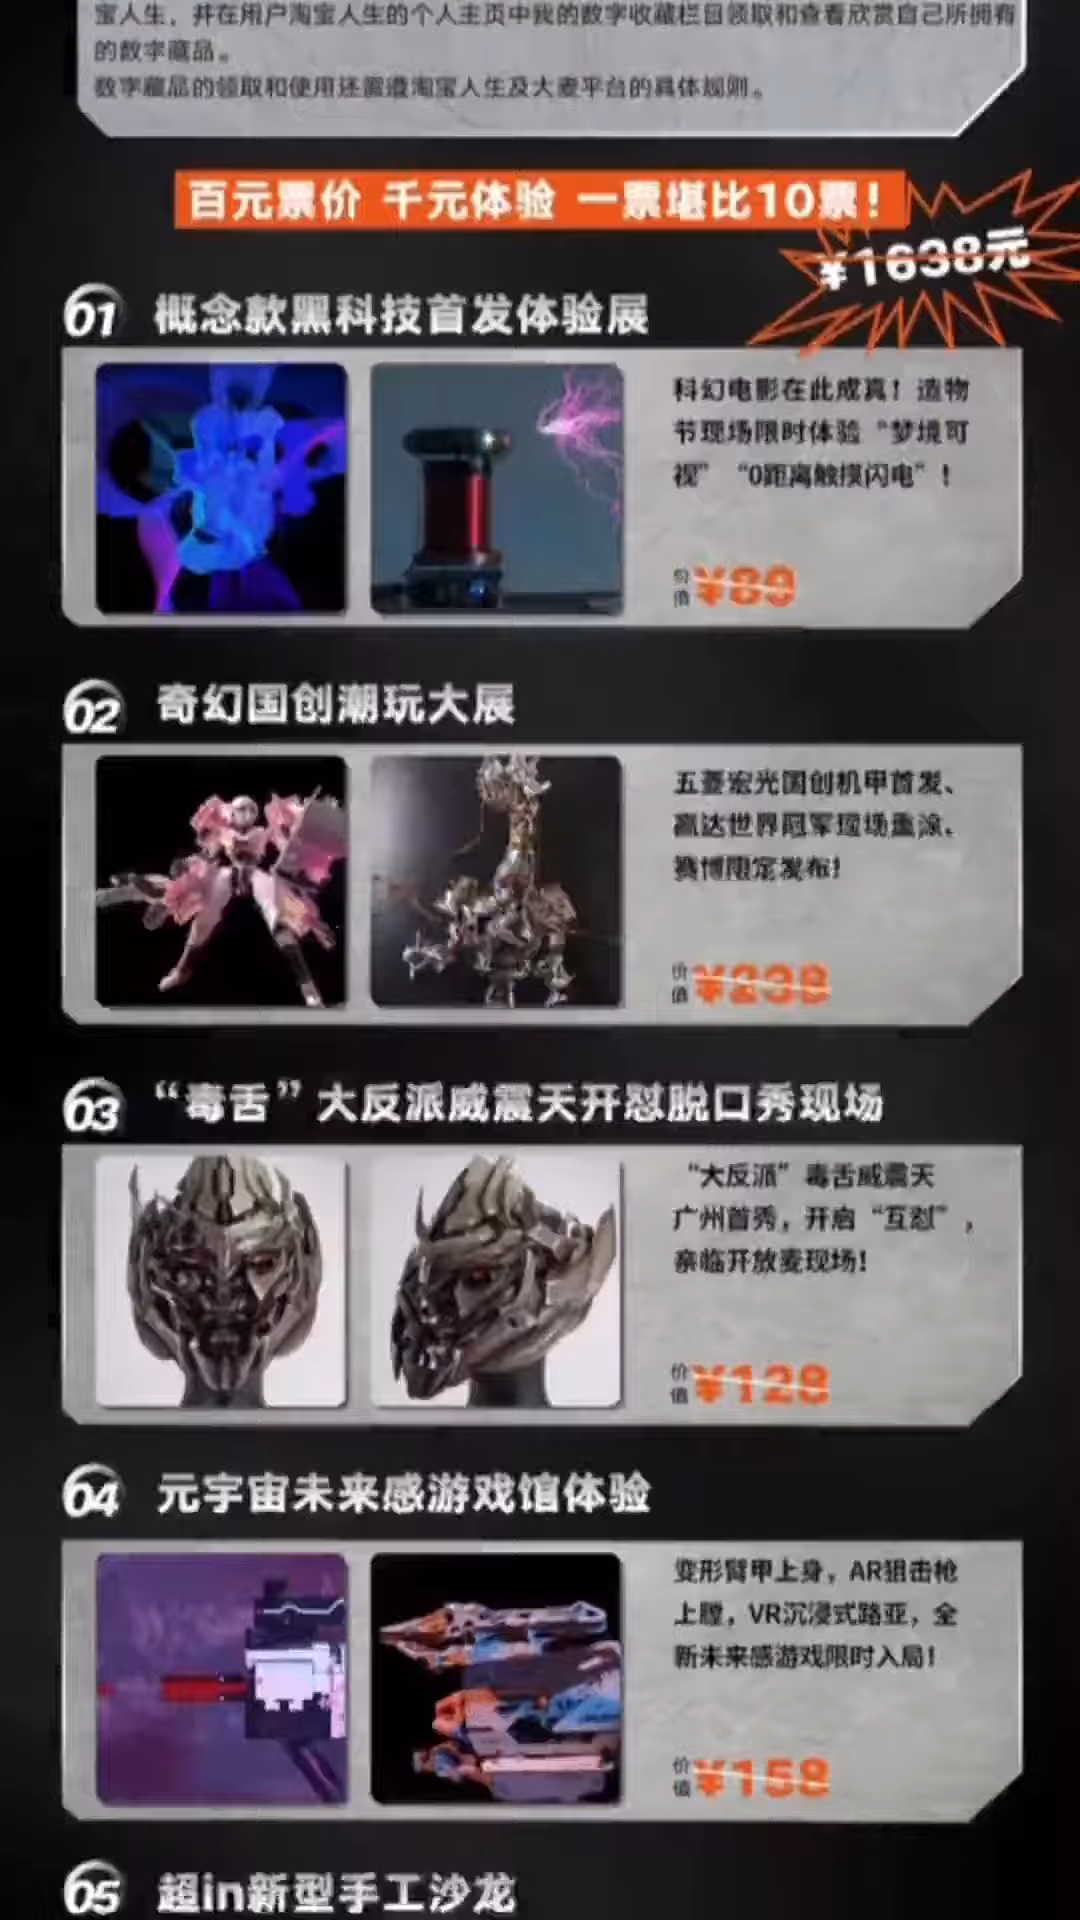 宝人生，并在用户淘宝人生的个人主页中我的数字收藏栏目领取和查看欣赏自己所拥有
的数字藏品。
数字藏品的领取和使用还需遵淘宝人生及大麦平台的具体规则。
百元票价 千元体验 一票堪比10票！
¥1638元
01 概念款黑科技首发体验展
科幻电影在此成真！造物
节现场限时体验“梦境可
视”“0距离触摸闪电”！
价值 ¥89
02 奇幻国创潮玩大展
五菱宏光国创机甲首发、
高达世界冠军现场重涂、
赛博限定发布！
价值 ¥238
03 “毒舌”大反派威震天开怼脱口秀现场
“大反派”毒舌威震天
广州首秀，开启“互怼”，
亲临开放麦现场！
价值 ¥128
04 元宇宙未来感游戏馆体验
变形臂甲上身，AR狙击枪
上膛，VR沉浸式路亚，全
新未来感游戏限时入局！
价值 ¥158
05 超in新型手工沙龙